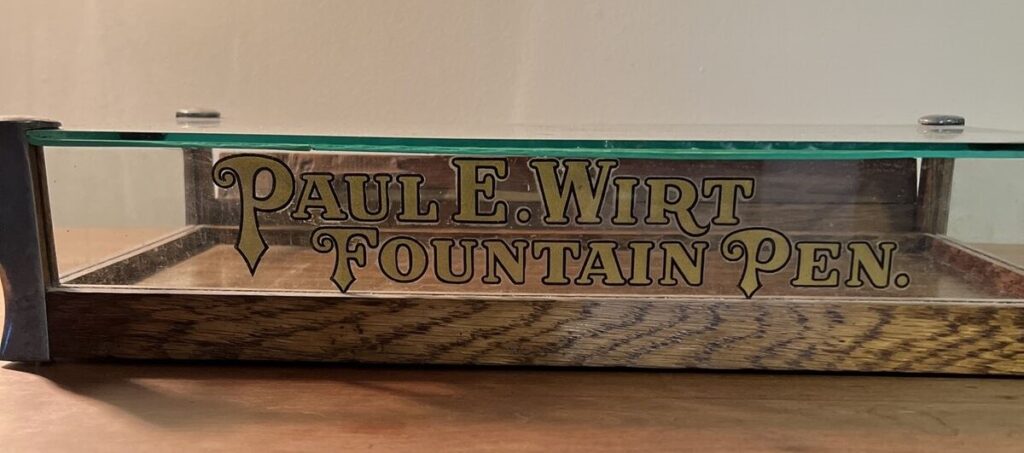 PAUL E. WIRT
FOUNTAIN PEN.